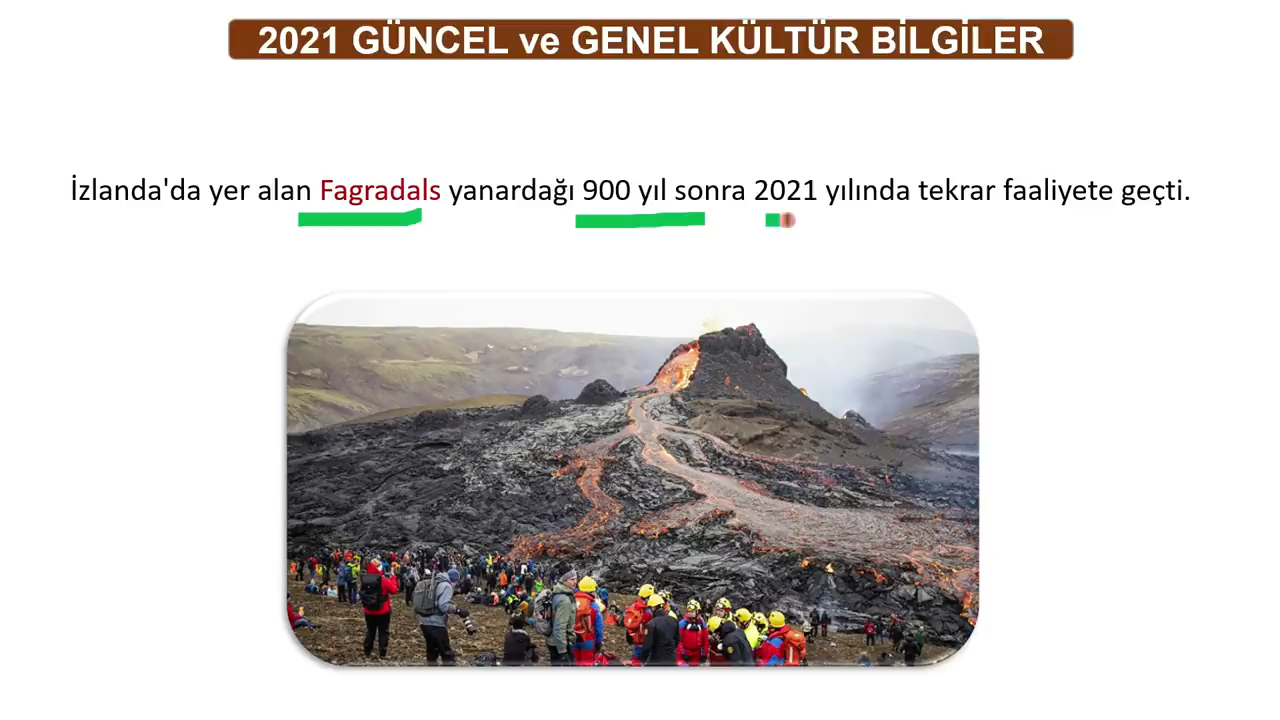 2021 GÜNCEL ve GENEL KÜLTÜR BİLGİLER
İzlanda'da yer alan Fagradals yanardağı 900 yıl sonra 2021 yılında tekrar faaliyete geçti.